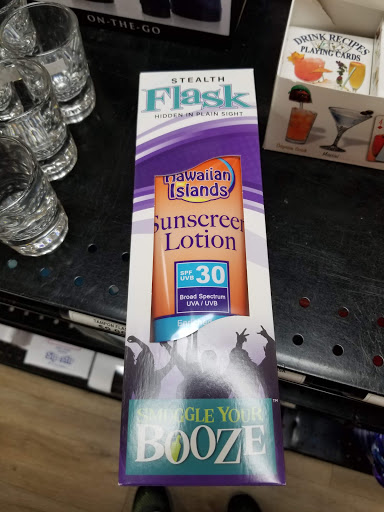 ON-THE-GO
DRINK RECIPES
PLAYING CARDS
STEALTH
Flask
HIDDEN IN PLAIN SIGHT
Hawaiian
Islands
Sunscreen
Lotion
SPF
UVB
30
Broad Spectrum
UVA / UVB
SMUGGLE YOUR
BOOZE